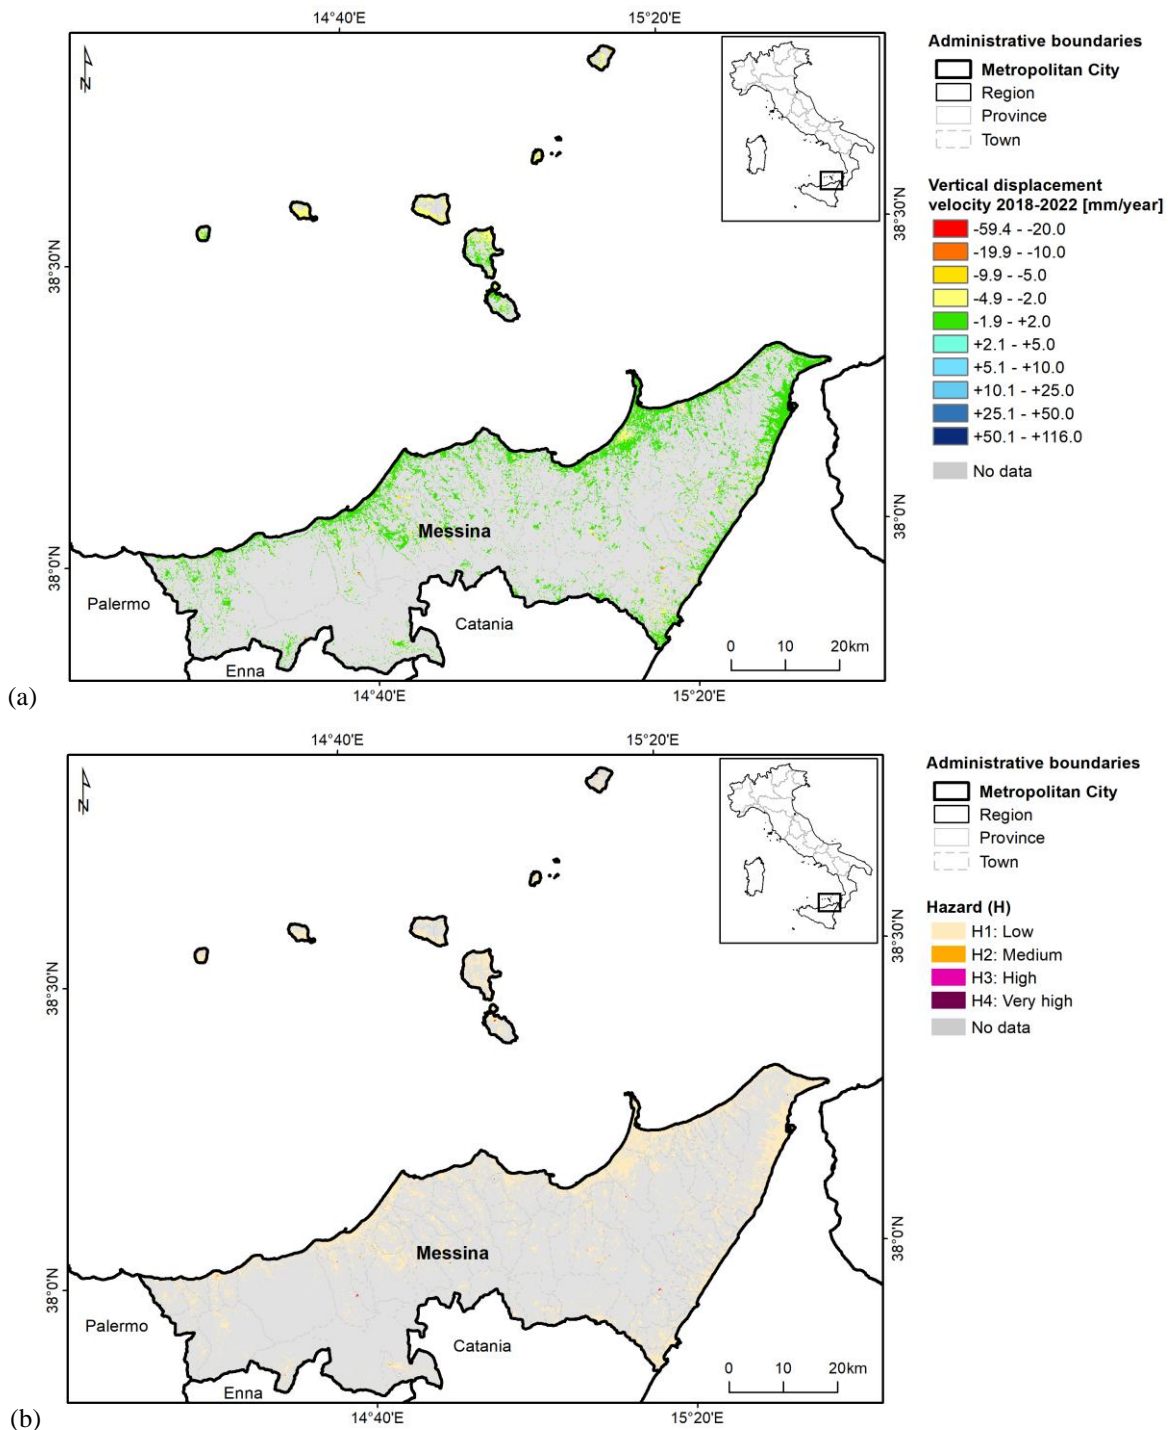 14°40'E
15°20'E
N
38°30'N
38°30'N
38°0'N
38°0'N
Messina
Palermo
Catania
Enna
0 10 20km
14°40'E
15°20'E
Administrative boundaries
Metropolitan City
Region
Province
Town
Vertical displacement
velocity 2018-2022 [mm/year]
-59.4 - -20.0
-19.9 - -10.0
-9.9 - -5.0
-4.9 - -2.0
-1.9 - +2.0
+2.1 - +5.0
+5.1 - +10.0
+10.1 - +25.0
+25.1 - +50.0
+50.1 - +116.0
No data
(a)
14°40'E
15°20'E
N
38°30'N
38°30'N
38°0'N
38°0'N
Messina
Palermo
Catania
Enna
0 10 20km
14°40'E
15°20'E
Administrative boundaries
Metropolitan City
Region
Province
Town
Hazard (H)
H1: Low
H2: Medium
H3: High
H4: Very high
No data
(b)